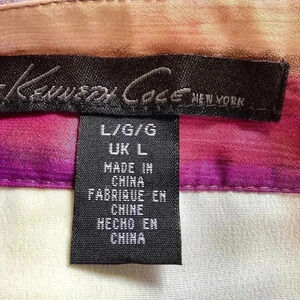 Kenneth Cole NEW YORK
L/G/G
UK L
MADE IN
CHINA
FABRIQUE EN
CHINE
HECHO EN
CHINA